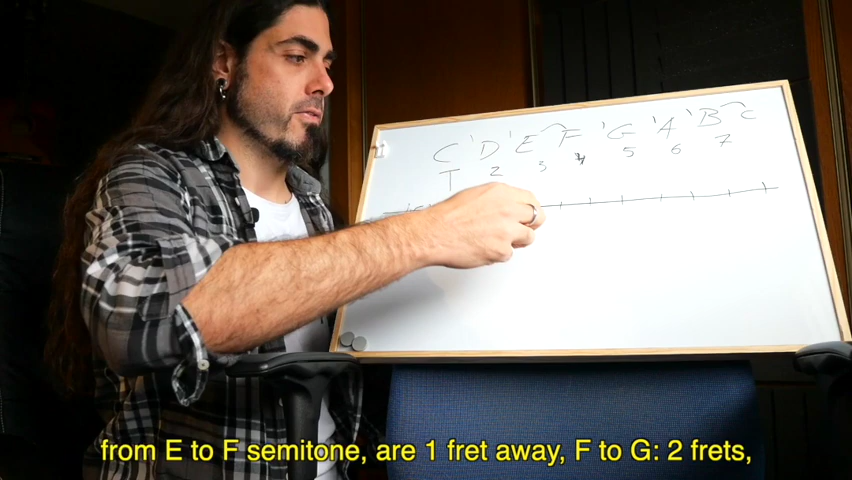 C ' D ' E F ' G ' A ' B C
T 2 3 4 5 6 7
from E to F semitone, are 1 fret away, F to G: 2 frets,